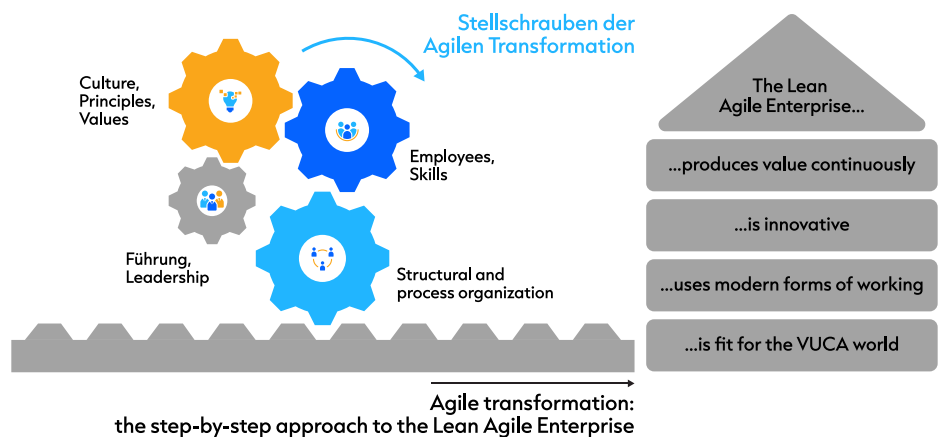 Stellschrauben der
Agilen Transformation
Culture,
Principles,
Values
Employees,
Skills
Führung,
Leadership
Structural and
process organization
Agile transformation:
the step-by-step approach to the Lean Agile Enterprise
The Lean
Agile Enterprise...
...produces value continuously
...is innovative
...uses modern forms of working
...is fit for the VUCA world